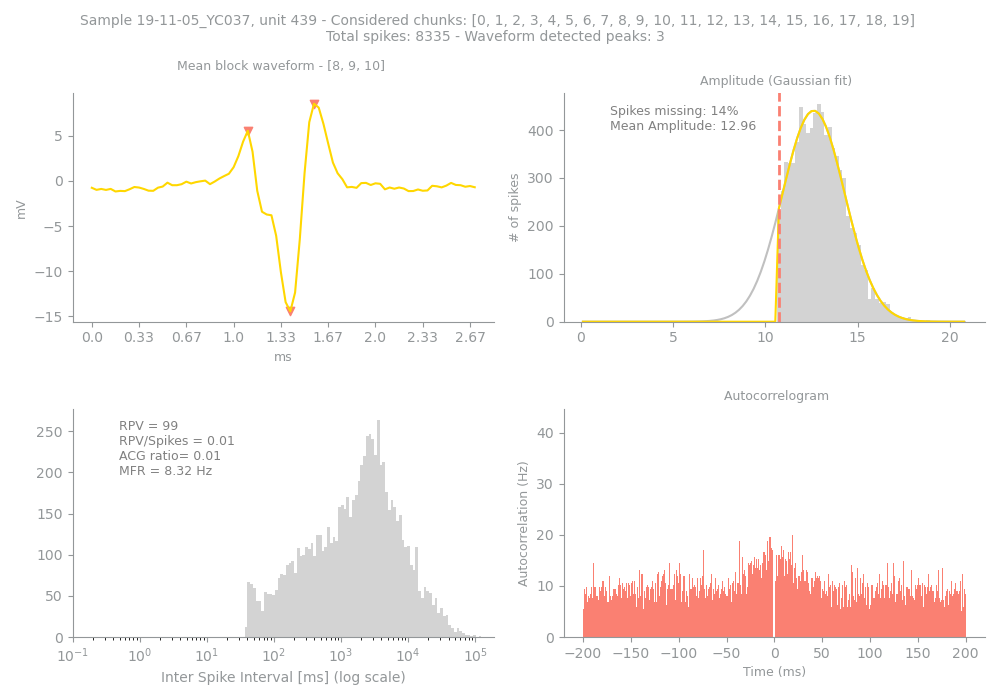 Sample 19-11-05_YC037, unit 439 - Considered chunks: [0, 1, 2, 3, 4, 5, 6, 7, 8, 9, 10, 11, 12, 13, 14, 15, 16, 17, 18, 19]
Total spikes: 8335 - Waveform detected peaks: 3
Mean block waveform - [8, 9, 10]
5
0
−5
−10
−15
mV
0.0 0.33 0.67 1.0 1.33 1.67 2.0 2.33 2.67
ms
Amplitude (Gaussian fit)
Spikes missing: 14%
Mean Amplitude: 12.96
400
300
200
100
0
# of spikes
0 5 10 15 20
RPV = 99
RPV/Spikes = 0.01
ACG ratio= 0.01
MFR = 8.32 Hz
250
200
150
100
50
0
10⁻¹ 10⁰ 10¹ 10² 10³ 10⁴ 10⁵
Inter Spike Interval [ms] (log scale)
Autocorrelogram
40
30
20
10
0
Autocorrelation (Hz)
−200 −150 −100 −50 0 50 100 150 200
Time (ms)